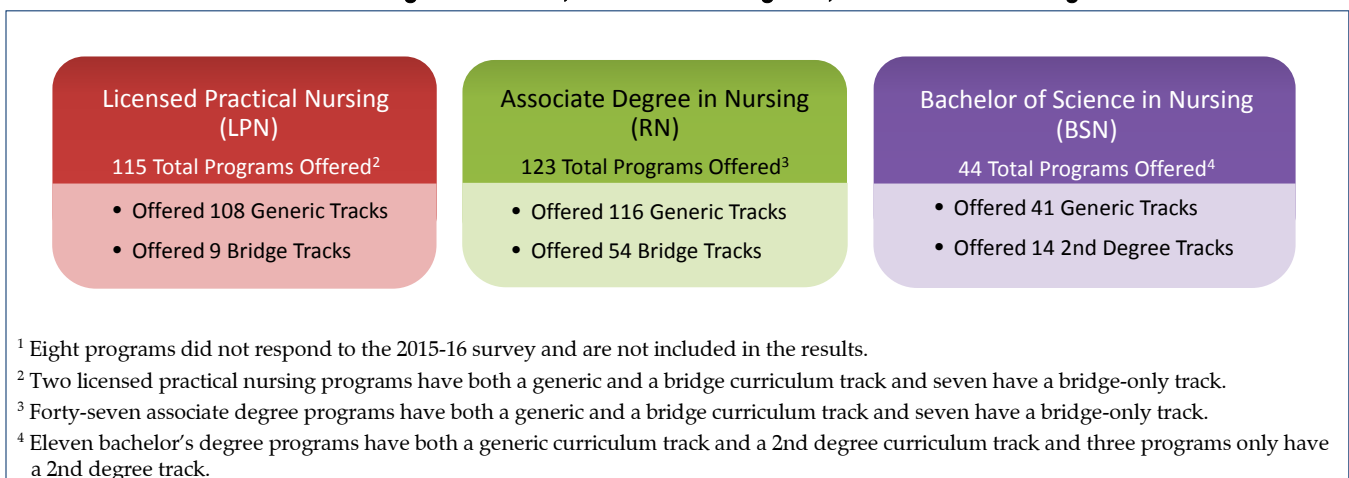 Licensed Practical Nursing
(LPN)
115 Total Programs Offered²
• Offered 108 Generic Tracks
• Offered 9 Bridge Tracks
Associate Degree in Nursing
(RN)
123 Total Programs Offered³
• Offered 116 Generic Tracks
• Offered 54 Bridge Tracks
Bachelor of Science in Nursing
(BSN)
44 Total Programs Offered⁴
• Offered 41 Generic Tracks
• Offered 14 2nd Degree Tracks
¹ Eight programs did not respond to the 2015-16 survey and are not included in the results.
² Two licensed practical nursing programs have both a generic and a bridge curriculum track and seven have a bridge-only track.
³ Forty-seven associate degree programs have both a generic and a bridge curriculum track and seven have a bridge-only track.
⁴ Eleven bachelor’s degree programs have both a generic curriculum track and a 2nd degree curriculum track and three programs only have
a 2nd degree track.